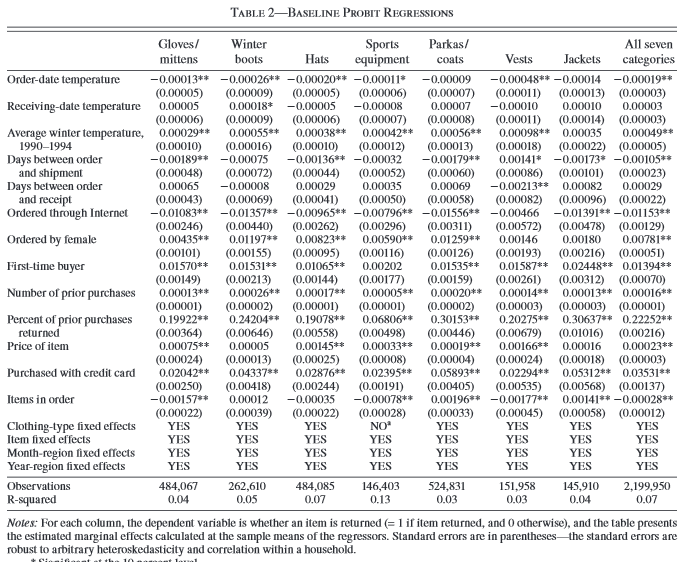 TABLE 2—BASELINE PROBIT REGRESSIONS
Gloves/ mittens Winter boots Hats Sports equipment Parkas/ coats Vests Jackets All seven categories
Order-date temperature −0.00013** −0.00026** −0.00020** −0.00011* −0.00009 −0.00048** −0.00014 −0.00019**
(0.00005) (0.00009) (0.00005) (0.00006) (0.00007) (0.00011) (0.00013) (0.00003)
Receiving-date temperature 0.00005 0.00018* −0.00005 −0.00008 0.00007 −0.00010 0.00010 0.00003
(0.00006) (0.00009) (0.00006) (0.00007) (0.00008) (0.00011) (0.00014) (0.00003)
Average winter temperature, 1990–1994 0.00029** 0.00055** 0.00038** 0.00042** 0.00056** 0.00098** 0.00035 0.00049**
(0.00010) (0.00016) (0.00010) (0.00012) (0.00013) (0.00018) (0.00022) (0.00005)
Days between order and shipment −0.00189** −0.00075 −0.00136** −0.00032 −0.00179** 0.00141* −0.00173* −0.00105**
(0.00048) (0.00072) (0.00044) (0.00052) (0.00060) (0.00086) (0.00101) (0.00023)
Days between order and receipt 0.00065 −0.00008 0.00029 0.00035 0.00069 −0.00213** 0.00082 0.00029
(0.00043) (0.00069) (0.00041) (0.00050) (0.00058) (0.00082) (0.00096) (0.00022)
Ordered through Internet −0.01083** −0.01357** −0.00965** −0.00796** −0.01556** −0.00466 −0.01391** −0.01153**
(0.00246) (0.00440) (0.00262) (0.00296) (0.00311) (0.00572) (0.00478) (0.00129)
Ordered by female 0.00435** 0.01197** 0.00823** 0.00590** 0.01259** 0.00146 0.00180 0.00781**
(0.00101) (0.00155) (0.00095) (0.00116) (0.00126) (0.00193) (0.00216) (0.00051)
First-time buyer 0.01570** 0.01531** 0.01065** 0.00202 0.01535** 0.01587** 0.02448** 0.01394**
(0.00149) (0.00213) (0.00144) (0.00177) (0.00159) (0.00261) (0.00312) (0.00070)
Number of prior purchases 0.00013** 0.00026** 0.00017** 0.00005** 0.00020** 0.00014** 0.00013** 0.00016**
(0.00001) (0.00002) (0.00001) (0.00001) (0.00002) (0.00003) (0.00003) (0.00001)
Percent of prior purchases returned 0.19922** 0.24204** 0.19078** 0.06806** 0.30153** 0.20275** 0.30637** 0.22252**
(0.00364) (0.00646) (0.00558) (0.00498) (0.00446) (0.00679) (0.01016) (0.00216)
Price of item 0.00075** 0.00005 0.00145** 0.00033** 0.00019** 0.00166** 0.00016 0.00023**
(0.00024) (0.00013) (0.00025) (0.00008) (0.00004) (0.00024) (0.00018) (0.00003)
Purchased with credit card 0.02042** 0.04337** 0.02876** 0.02395** 0.05893** 0.02294** 0.05312** 0.03531**
(0.00250) (0.00418) (0.00244) (0.00191) (0.00405) (0.00535) (0.00568) (0.00137)
Items in order −0.00157** 0.00012 −0.00035 −0.00078** 0.00196** −0.00177** 0.00141** −0.00028**
(0.00022) (0.00039) (0.00022) (0.00028) (0.00033) (0.00045) (0.00058) (0.00012)
Clothing-type fixed effects YES YES YES NOᵃ YES YES YES YES
Item fixed effects YES YES YES YES YES YES YES YES
Month-region fixed effects YES YES YES YES YES YES YES YES
Year-region fixed effects YES YES YES YES YES YES YES YES
Observations 484,067 262,610 484,085 146,403 524,831 151,958 145,910 2,199,950
R-squared 0.04 0.05 0.07 0.13 0.03 0.03 0.04 0.07
Notes: For each column, the dependent variable is whether an item is returned (= 1 if item returned, and 0 otherwise), and the table presents
the estimated marginal effects calculated at the sample means of the regressors. Standard errors are in parentheses—the standard errors are
robust to arbitrary heteroskedasticity and correlation within a household.
* Significant at the 10 percent level